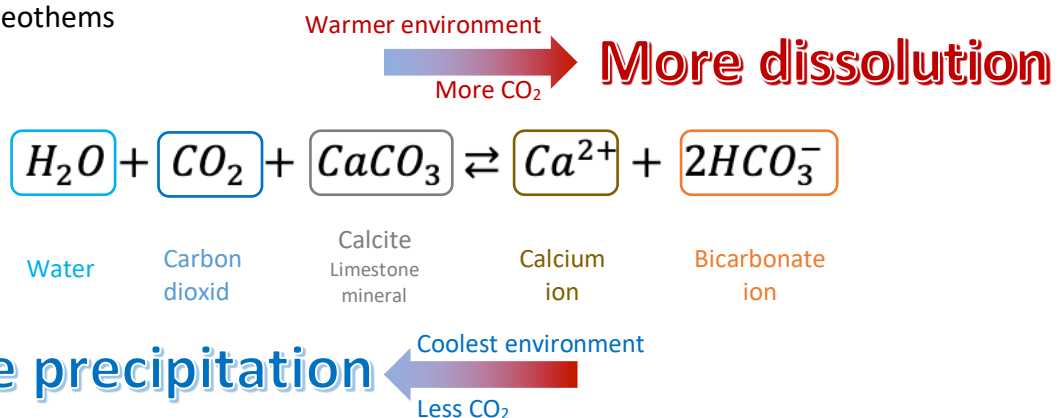 eothems
Warmer environment
More dissolution
More CO₂
H₂O + CO₂ + CaCO₃ ⇄ Ca²⁺ + 2HCO₃⁻
Water
Carbon
dioxid
Calcite
Limestone
mineral
Calcium
ion
Bicarbonate
ion
e precipitation
Coolest environment
Less CO₂